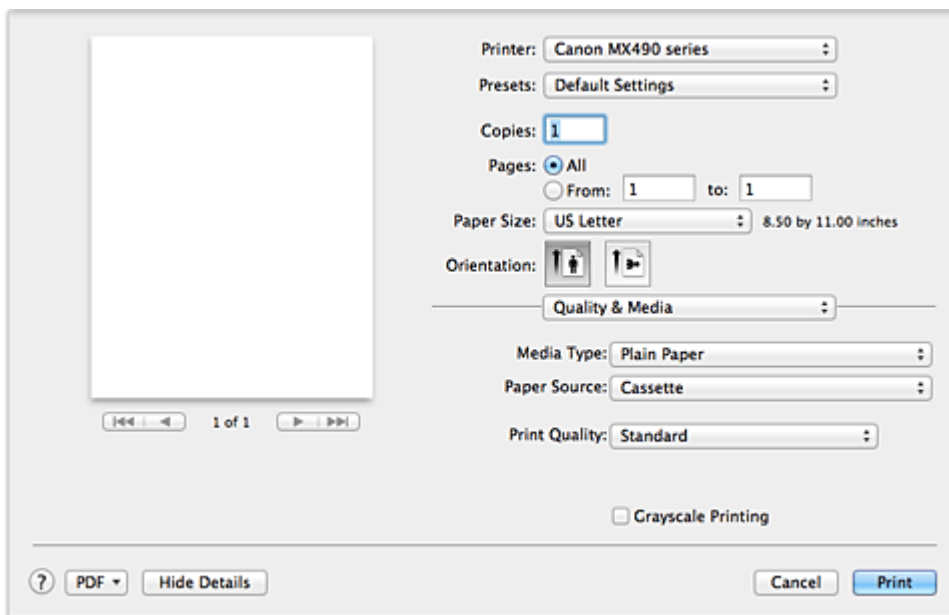 Printer: Canon MX490 series
Presets: Default Settings
Copies: 1
Pages: All
From: 1 to: 1
Paper Size: US Letter 8.50 by 11.00 inches
Orientation:
Quality & Media
Media Type: Plain Paper
Paper Source: Cassette
1 of 1
Print Quality: Standard
Grayscale Printing
? PDF Hide Details Cancel Print